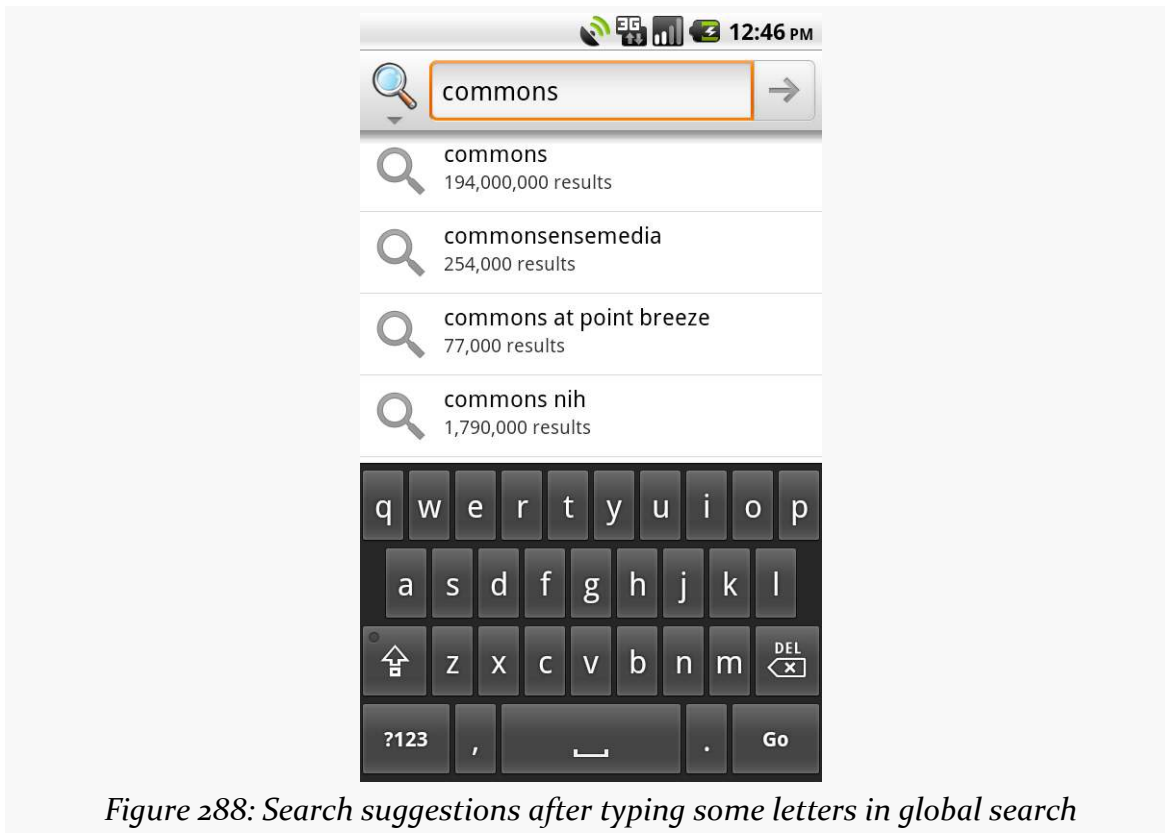 3G 12:46 PM
commons
commons
194,000,000 results
commonsensemedia
254,000 results
commons at point breeze
77,000 results
commons nih
1,790,000 results
q w e r t y u i o p
a s d f g h j k l
z x c v b n m DEL
?123 , . Go
Figure 288: Search suggestions after typing some letters in global search